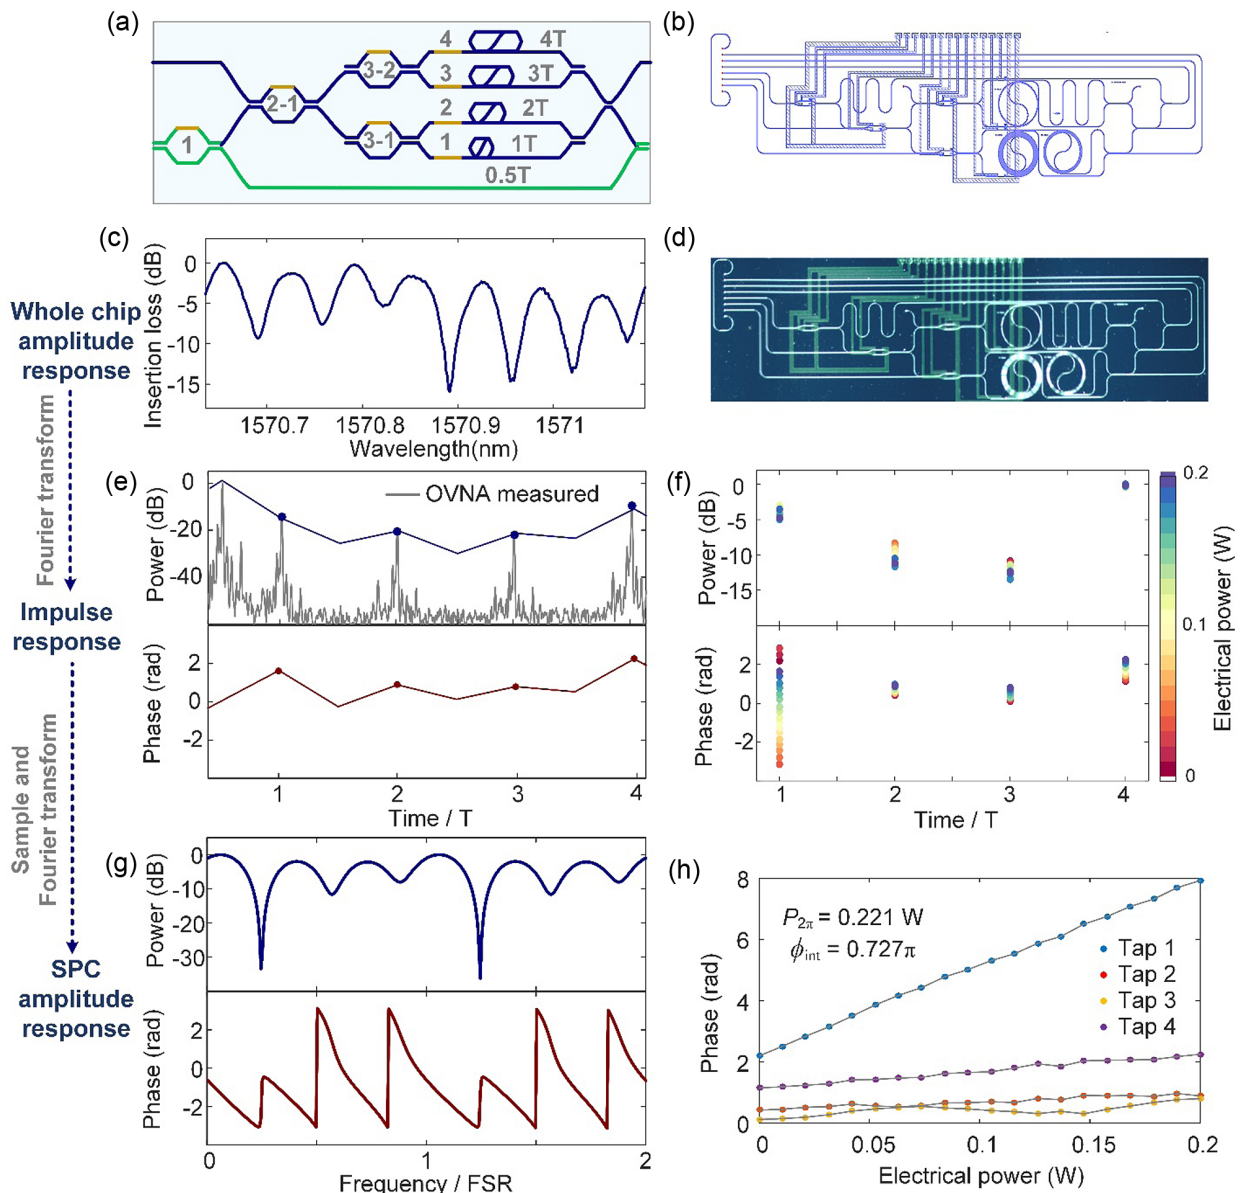 (a)
4
4T
3-2
3
3T
2-1
2
2T
1
3-1
1
1T
0.5T
(b)
(c)
Insertion loss (dB)
0
-5
-10
-15
1570.7
1570.8
1570.9
1571
Wavelength(nm)
(d)
Whole chip
amplitude
response
Fourier transform
Impulse
response
Sample and
Fourier transform
SPC
amplitude
response
(e)
OVNA measured
Power (dB)
0
-20
-40
Phase (rad)
2
0
-2
1
2
3
4
Time / T
(f)
Power (dB)
0
-5
-10
-15
Phase (rad)
2
0
-2
1
2
3
4
Time / T
0.2
0.1
0
Electrical power (W)
(g)
Power (dB)
0
-10
-20
-30
Phase (rad)
2
0
-2
0
1
2
Frequency / FSR
(h)
Phase (rad)
8
6
4
2
0
P2π = 0.221 W
ϕint = 0.727π
Tap 1
Tap 2
Tap 3
Tap 4
0
0.05
0.1
0.15
0.2
Electrical power (W)